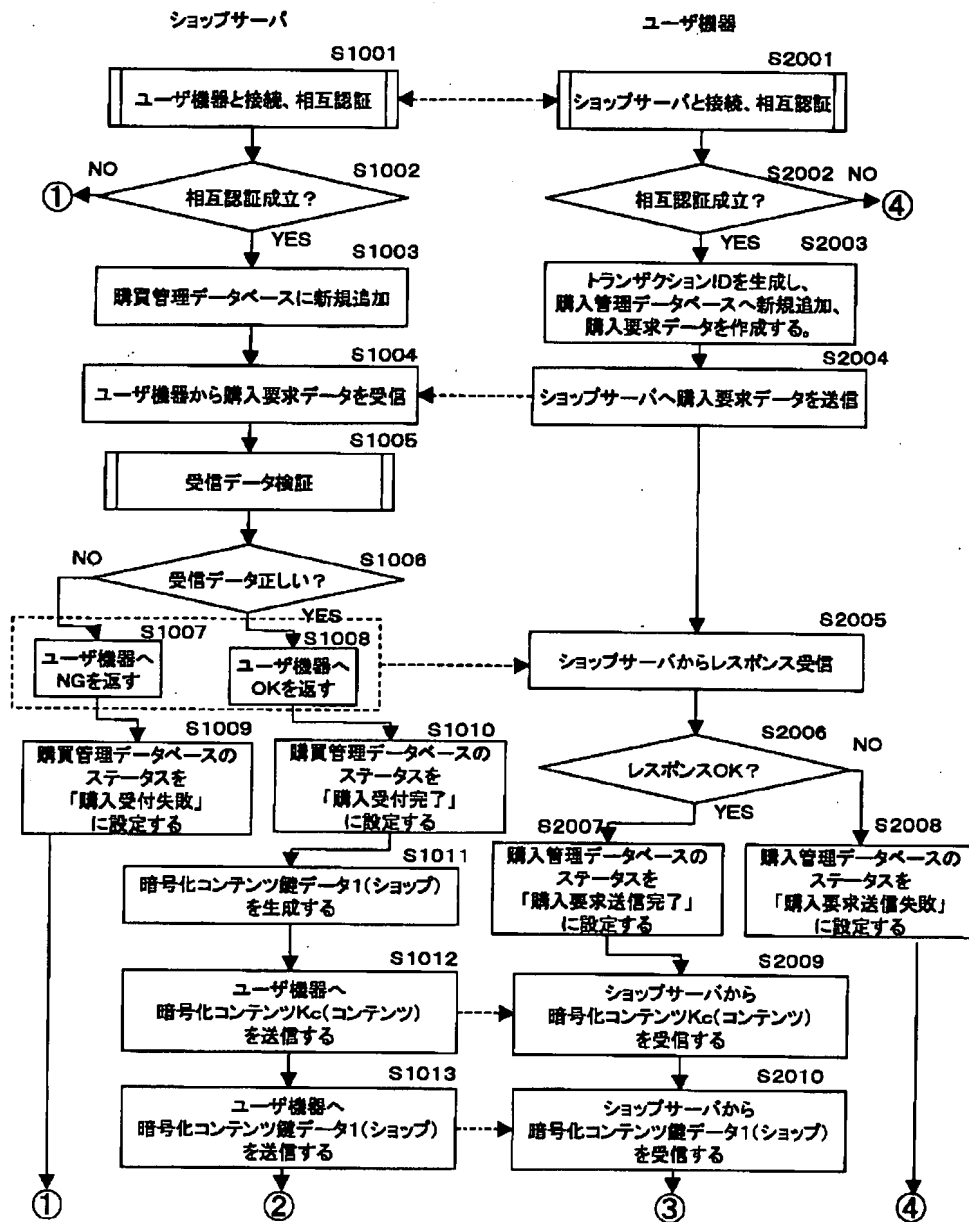 ショップサーバ
ユーザ機器
S1001
ユーザ機器と接続、相互認証
S2001
ショップサーバと接続、相互認証
S1002
NO
①
相互認証成立?
YES
S2002
NO
④
相互認証成立?
YES
S1003
購買管理データベースに新規追加
S2003
トランザクションIDを生成し、
購入管理データベースへ新規追加、
購入要求データを作成する。
S1004
ユーザ機器から購入要求データを受信
S2004
ショップサーバへ購入要求データを送信
S1005
受信データ検証
S1006
NO
受信データ正しい?
YES
S1007
ユーザ機器へ
NGを返す
S1008
ユーザ機器へ
OKを返す
S2005
ショップサーバからレスポンス受信
S1009
購買管理データベースの
ステータスを
「購入受付失敗」
に設定する
S1010
購買管理データベースの
ステータスを
「購入受付完了」
に設定する
S2006
NO
レスポンスOK?
YES
S2007
購入管理データベースの
ステータスを
「購入要求送信完了」
に設定する
S2008
購入管理データベースの
ステータスを
「購入要求送信失敗」
に設定する
S1011
暗号化コンテンツ鍵データ1(ショップ)
を生成する
S1012
ユーザ機器へ
暗号化コンテンツKc(コンテンツ)
を送信する
S2009
ショップサーバから
暗号化コンテンツKc(コンテンツ)
を受信する
S1013
ユーザ機器へ
暗号化コンテンツ鍵データ1(ショップ)
を送信する
S2010
ショップサーバから
暗号化コンテンツ鍵データ1(ショップ)
を受信する
①
②
③
④